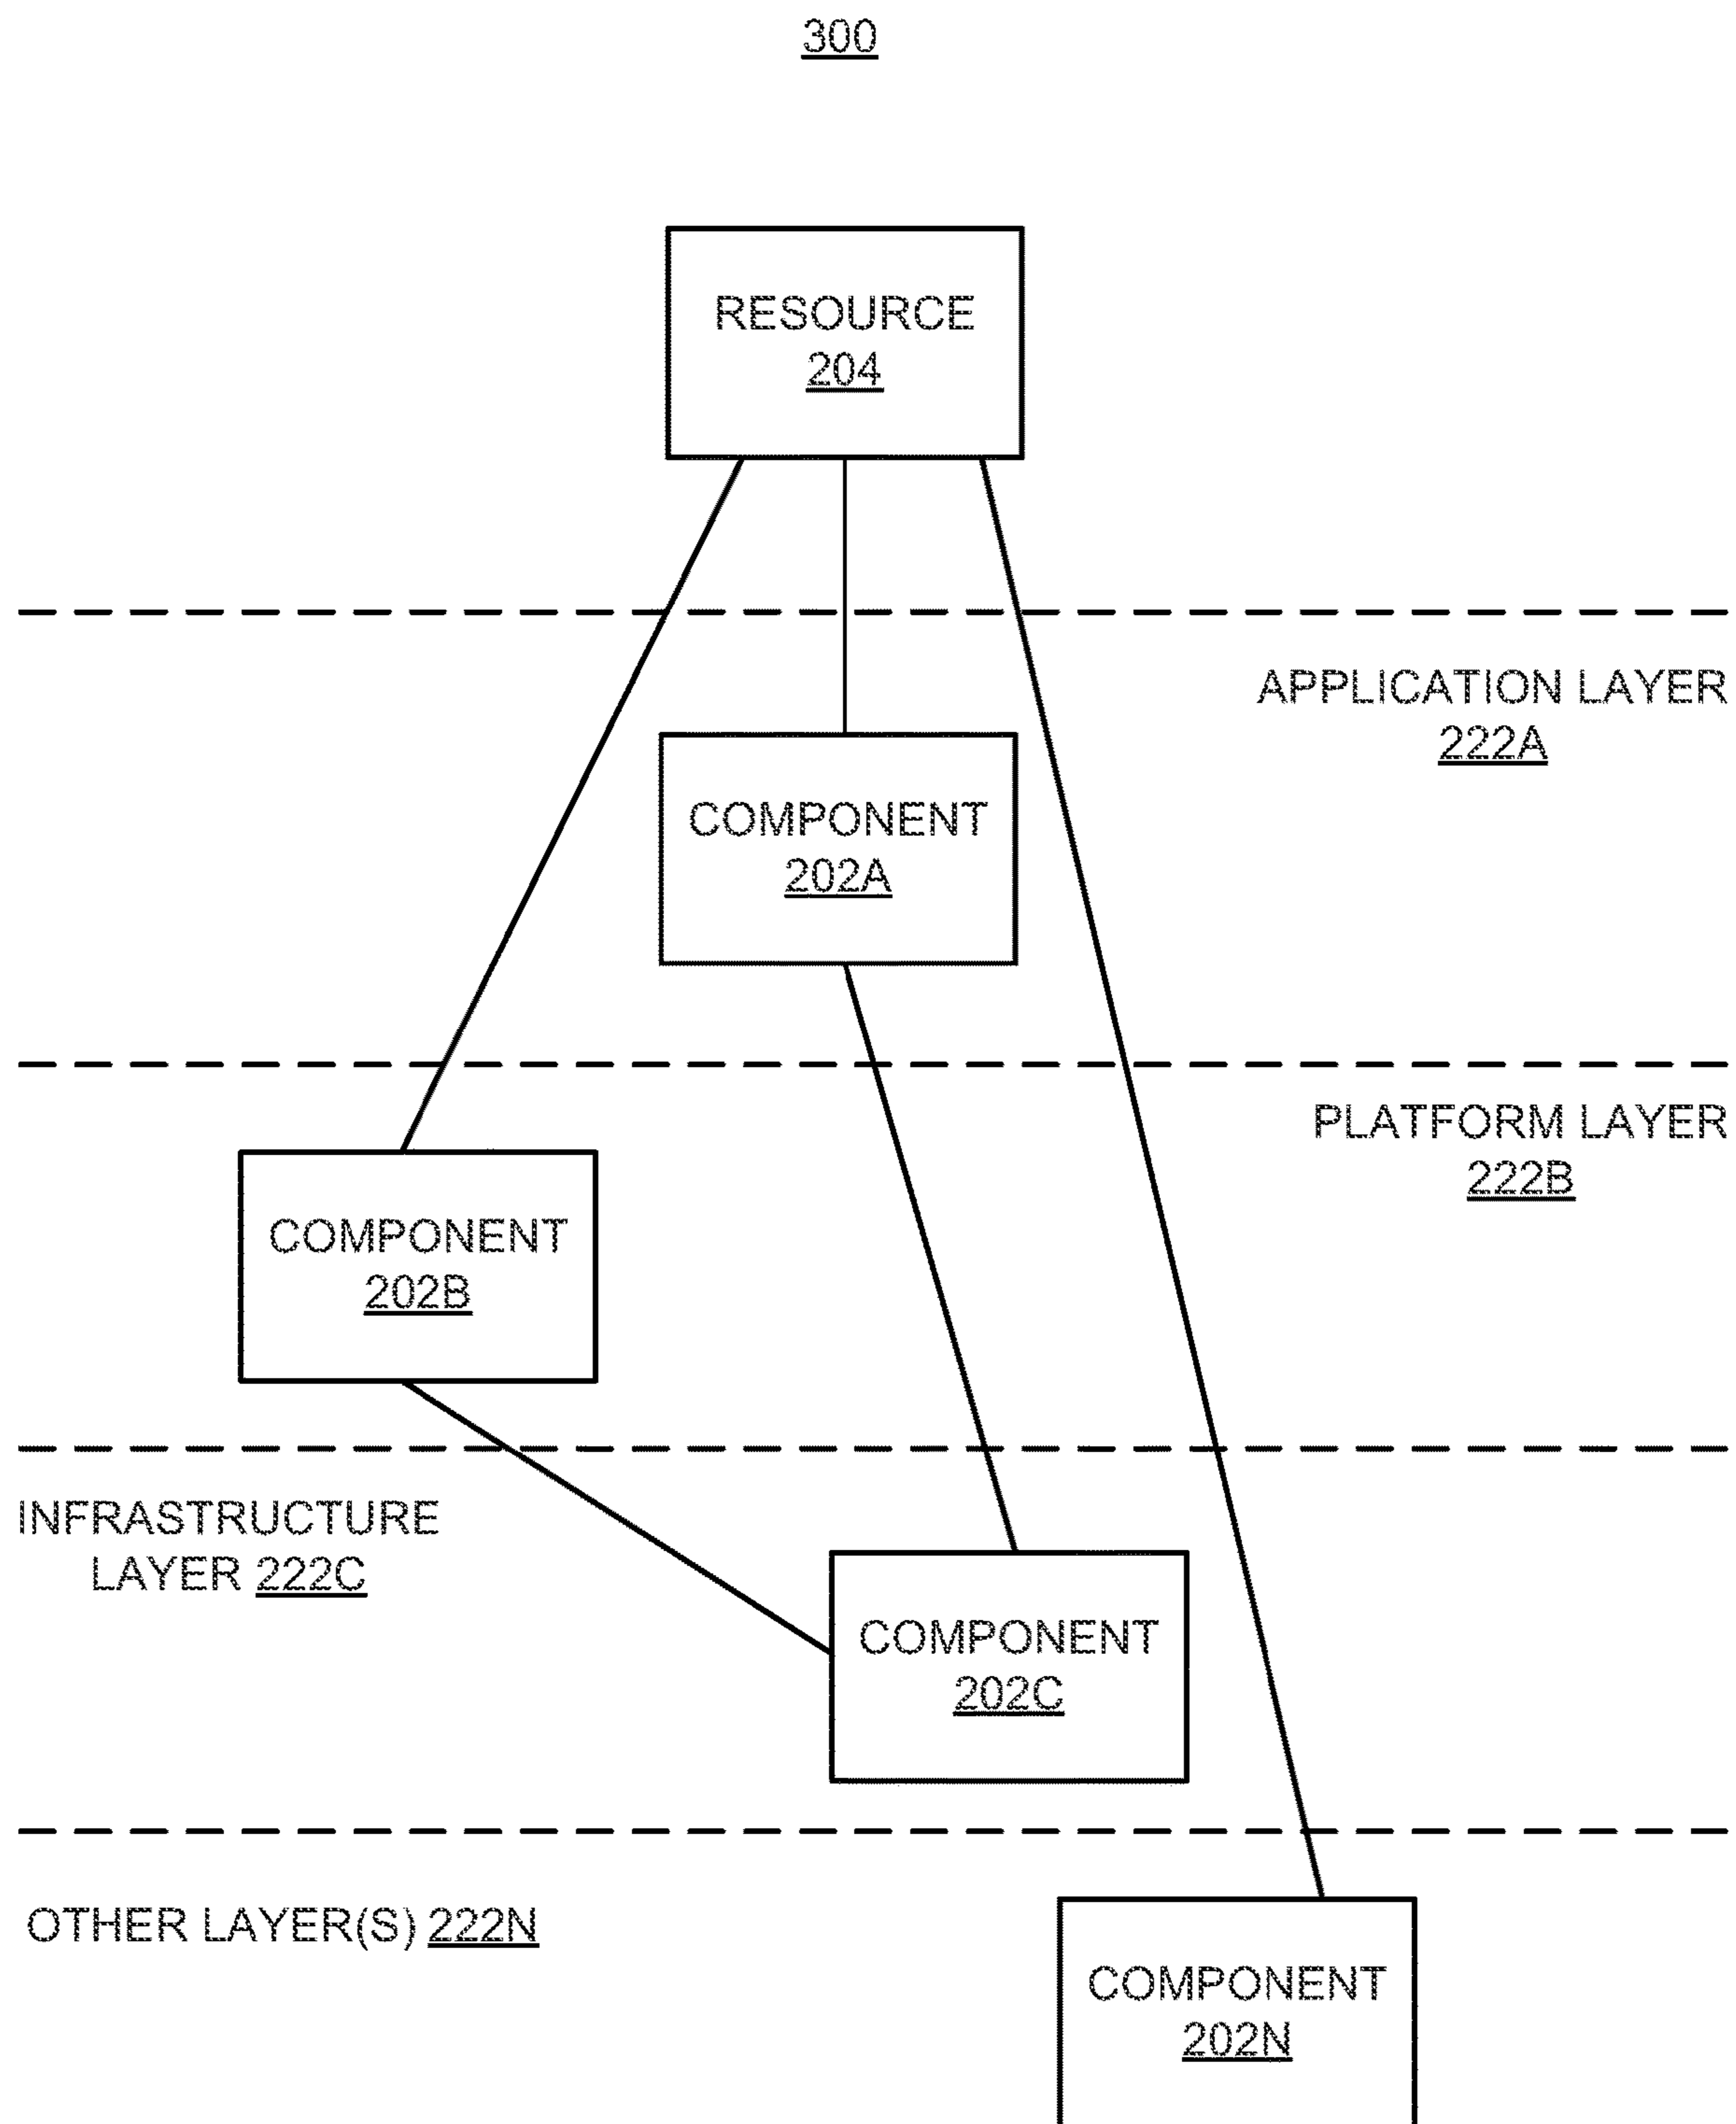 300
RESOURCE
204
APPLICATION LAYER
222A
COMPONENT
202A
PLATFORM LAYER
222B
COMPONENT
202B
INFRASTRUCTURE
LAYER 222C
COMPONENT
202C
OTHER LAYER(S) 222N
COMPONENT
202N